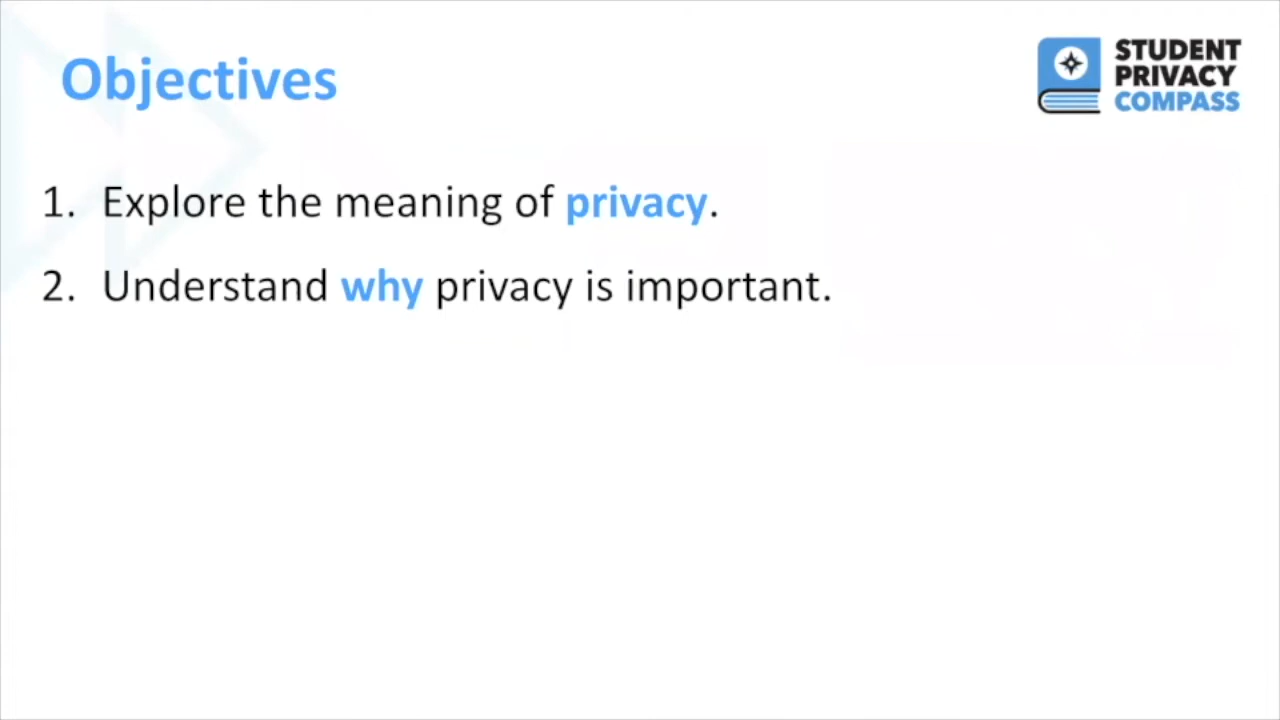 Objectives
STUDENT
PRIVACY
COMPASS
1. Explore the meaning of privacy.
2. Understand why privacy is important.